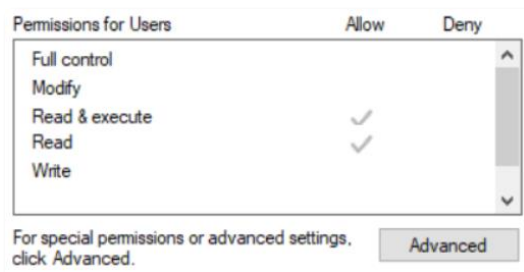 Permissions for Users Allow Deny
Full control
Modify
Read & execute
Read
Write
For special permissions or advanced settings, Advanced
click Advanced.